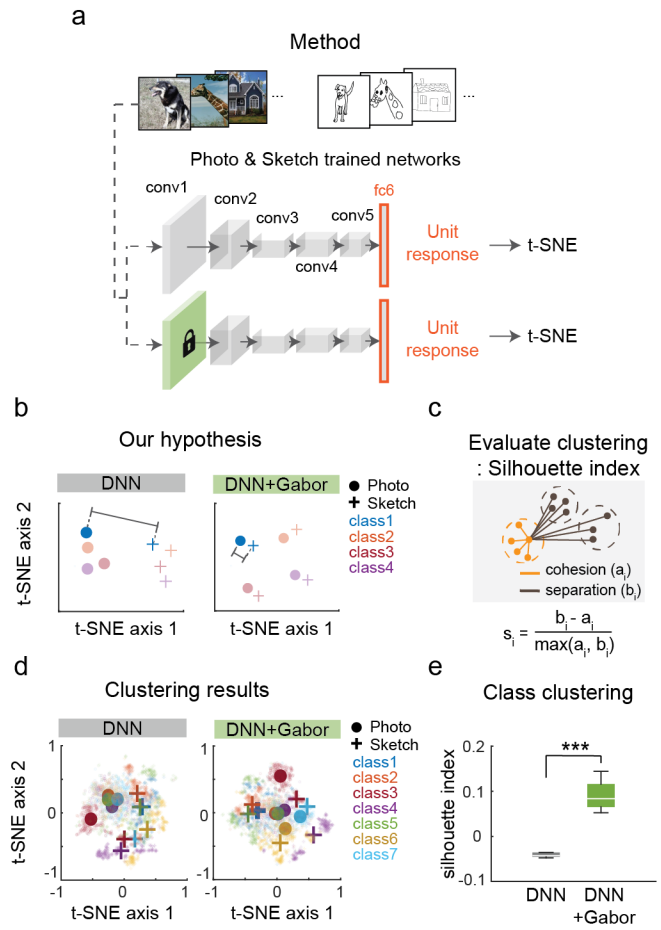 a
Method
...
...
Photo & Sketch trained networks
conv1
conv2
conv3
conv4
conv5
fc6
Unit
response
t-SNE
Unit
response
t-SNE
b
Our hypothesis
DNN
DNN+Gabor
Photo
Sketch
class1
class2
class3
class4
t-SNE axis 2
t-SNE axis 1
t-SNE axis 1
c
Evaluate clustering
: Silhouette index
cohesion (aᵢ)
separation (bᵢ)
sᵢ = bᵢ - aᵢ
max(aᵢ, bᵢ)
d
Clustering results
DNN
DNN+Gabor
Photo
Sketch
class1
class2
class3
class4
class5
class6
class7
t-SNE axis 2
1
0
-1
-1 0 1
t-SNE axis 1
1
0
-1
0 1
t-SNE axis 1
e
Class clustering
silhouette index
0.2
0.1
0
-0.1
***
DNN
DNN
+Gabor